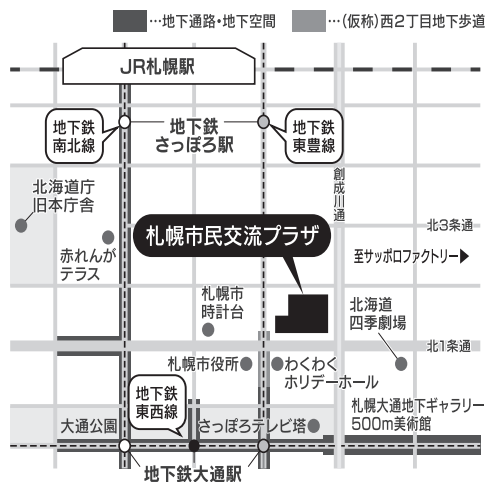 …地下通路・地下空間
…(仮称)西2丁目地下歩道
JR札幌駅
地下鉄
南北線
地下鉄
さっぽろ駅
地下鉄
東豊線
創成川通
北海道庁
旧本庁舎
赤れんが
テラス
札幌市民交流プラザ
北3条通
至サッポロファクトリー▶
札幌市
時計台
北海道
四季劇場
北1条通
札幌市役所
わくわく
ホリデーホール
地下鉄
東西線
大通公園
さっぽろテレビ塔
札幌大通地下ギャラリー
500m美術館
地下鉄大通駅